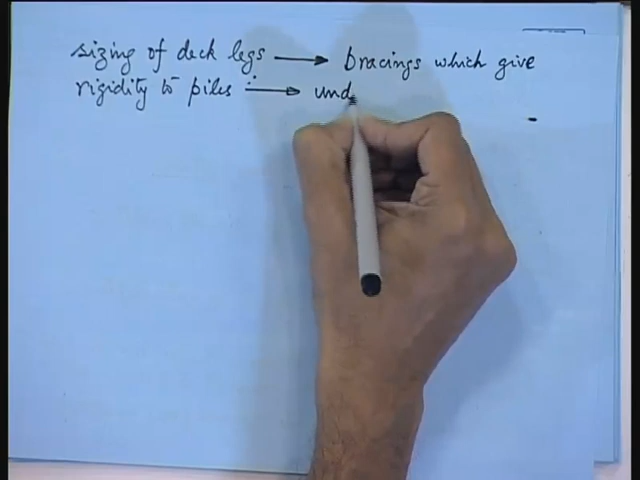 sizing of deck legs → bracings which give
rigidity to piles ∴ → und